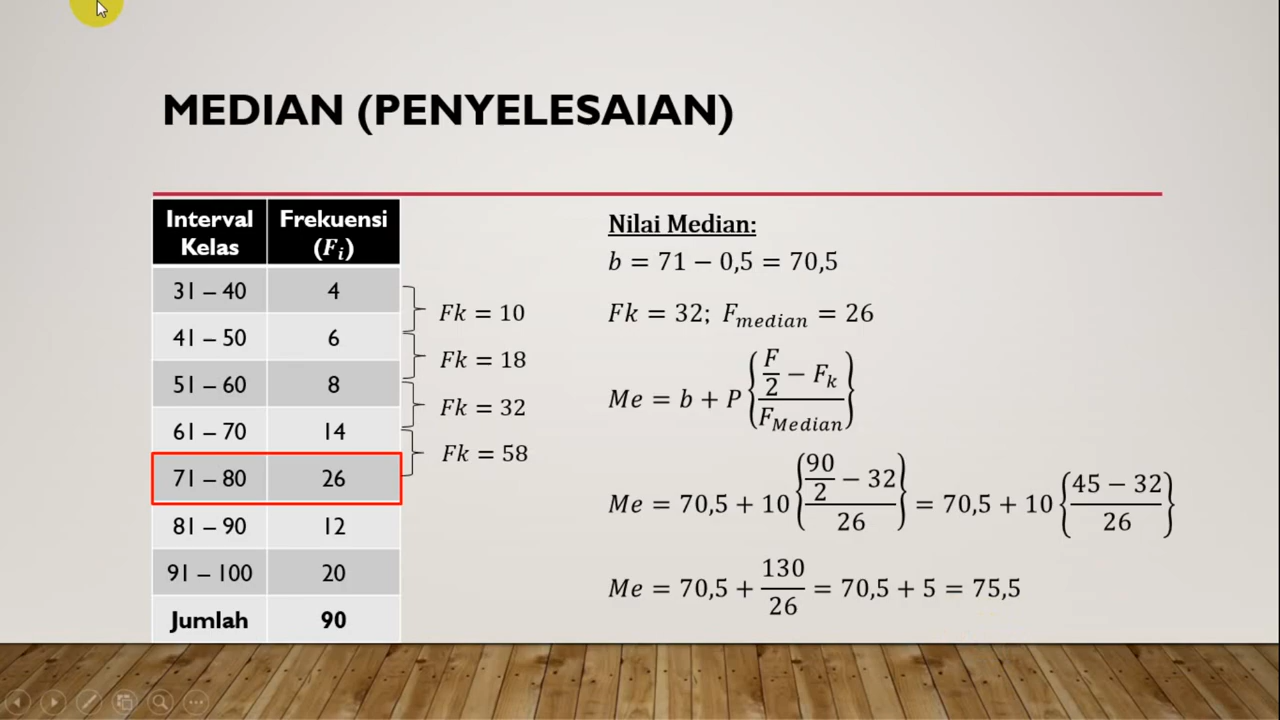 MEDIAN (PENYELESAIAN)
Interval Kelas	Frekuensi (Fᵢ)
31 – 40	4
41 – 50	6
51 – 60	8
61 – 70	14
71 – 80	26
81 – 90	12
91 – 100	20
Jumlah	90
Fk = 10
Fk = 18
Fk = 32
Fk = 58
Nilai Median:
b = 71 − 0,5 = 70,5
Fk = 32; F_median = 26
Me = b + P {(F/2 − F_k)/F_Median}
Me = 70,5 + 10 {(90/2 − 32)/26} = 70,5 + 10 {(45 − 32)/26}
Me = 70,5 + 130/26 = 70,5 + 5 = 75,5